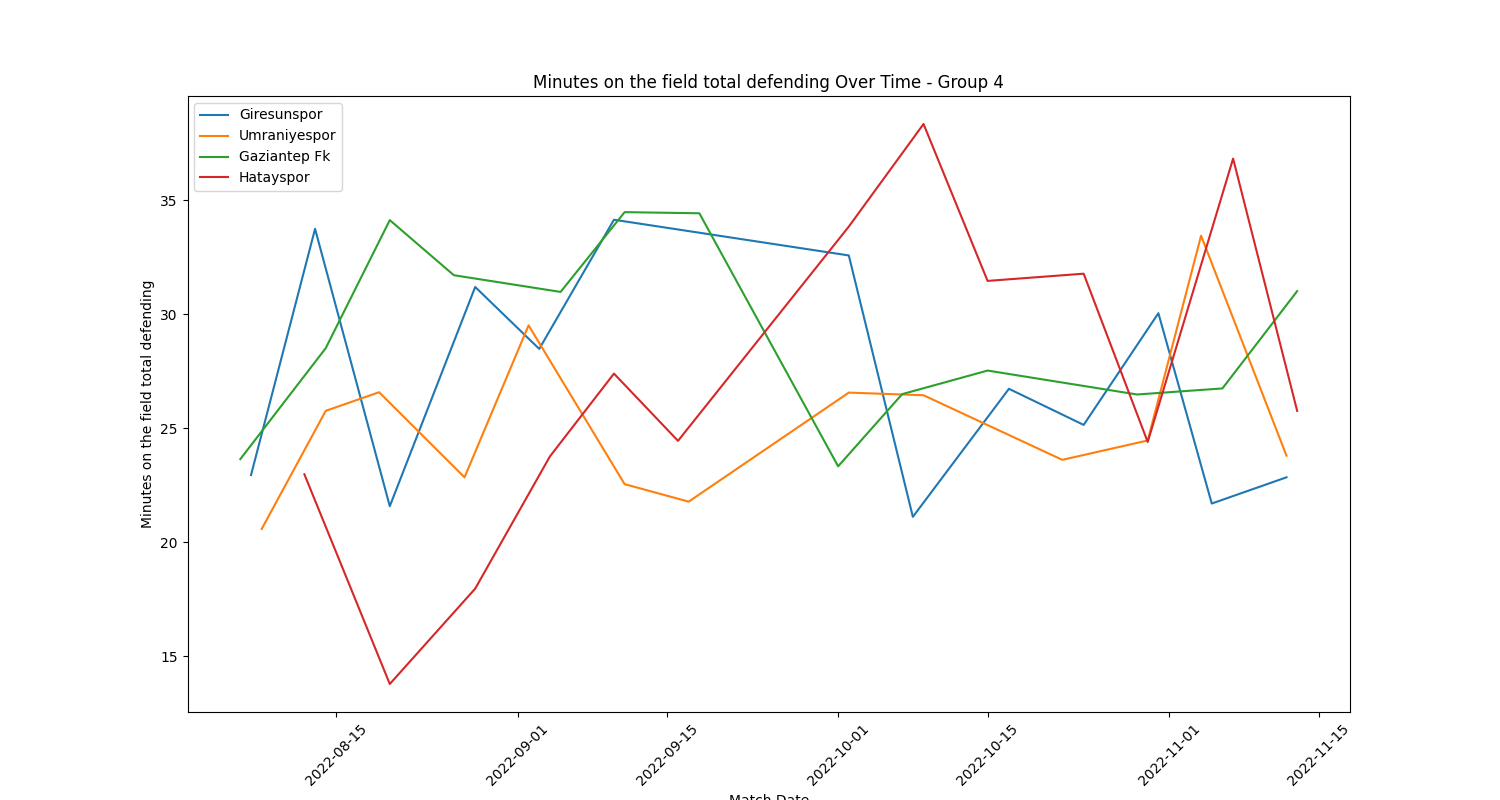 Minutes on the field total defending Over Time - Group 4
Giresunspor
Umraniyespor
Gaziantep Fk
Hatayspor
Minutes on the field total defending
35
30
25
20
15
2022-08-15
2022-09-01
2022-09-15
2022-10-01
2022-10-15
2022-11-01
2022-11-15
Match Date